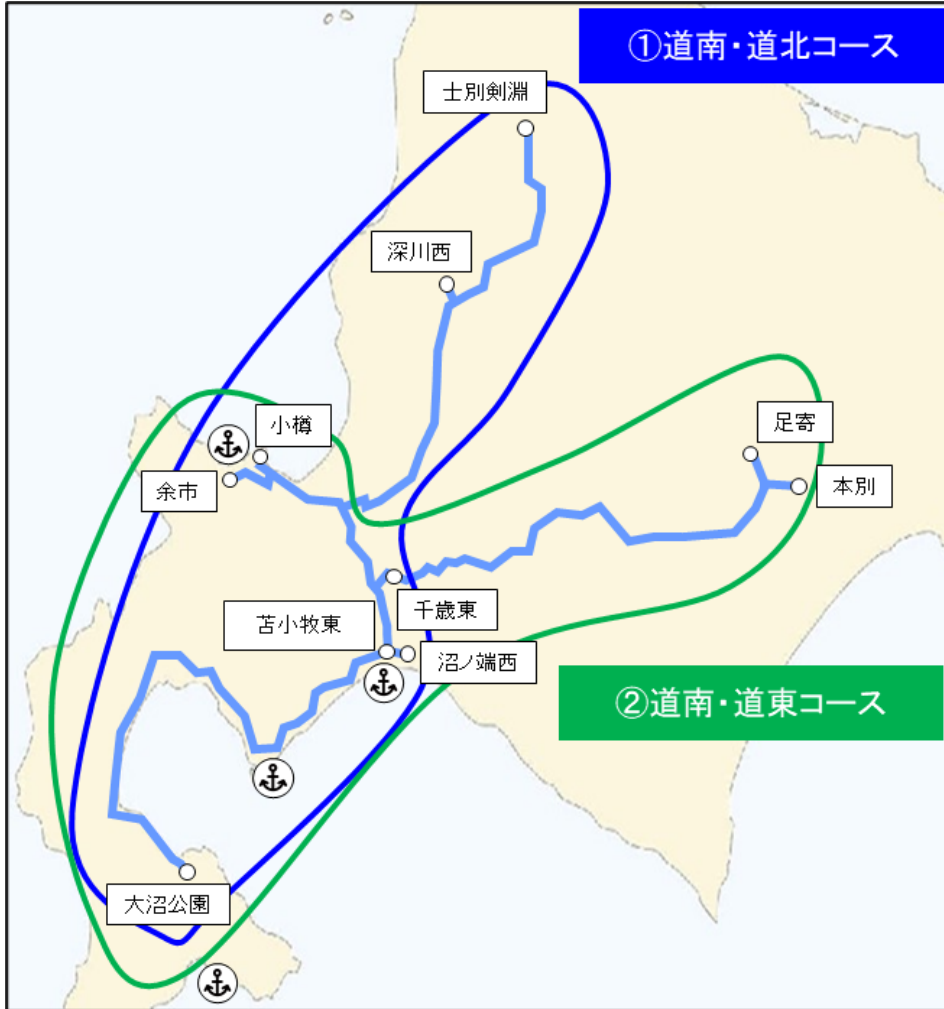 ①道南・道北コース
士別剣淵
深川西
小樽
余市
足寄
本別
千歳東
苫小牧東
沼ノ端西
②道南・道東コース
大沼公園